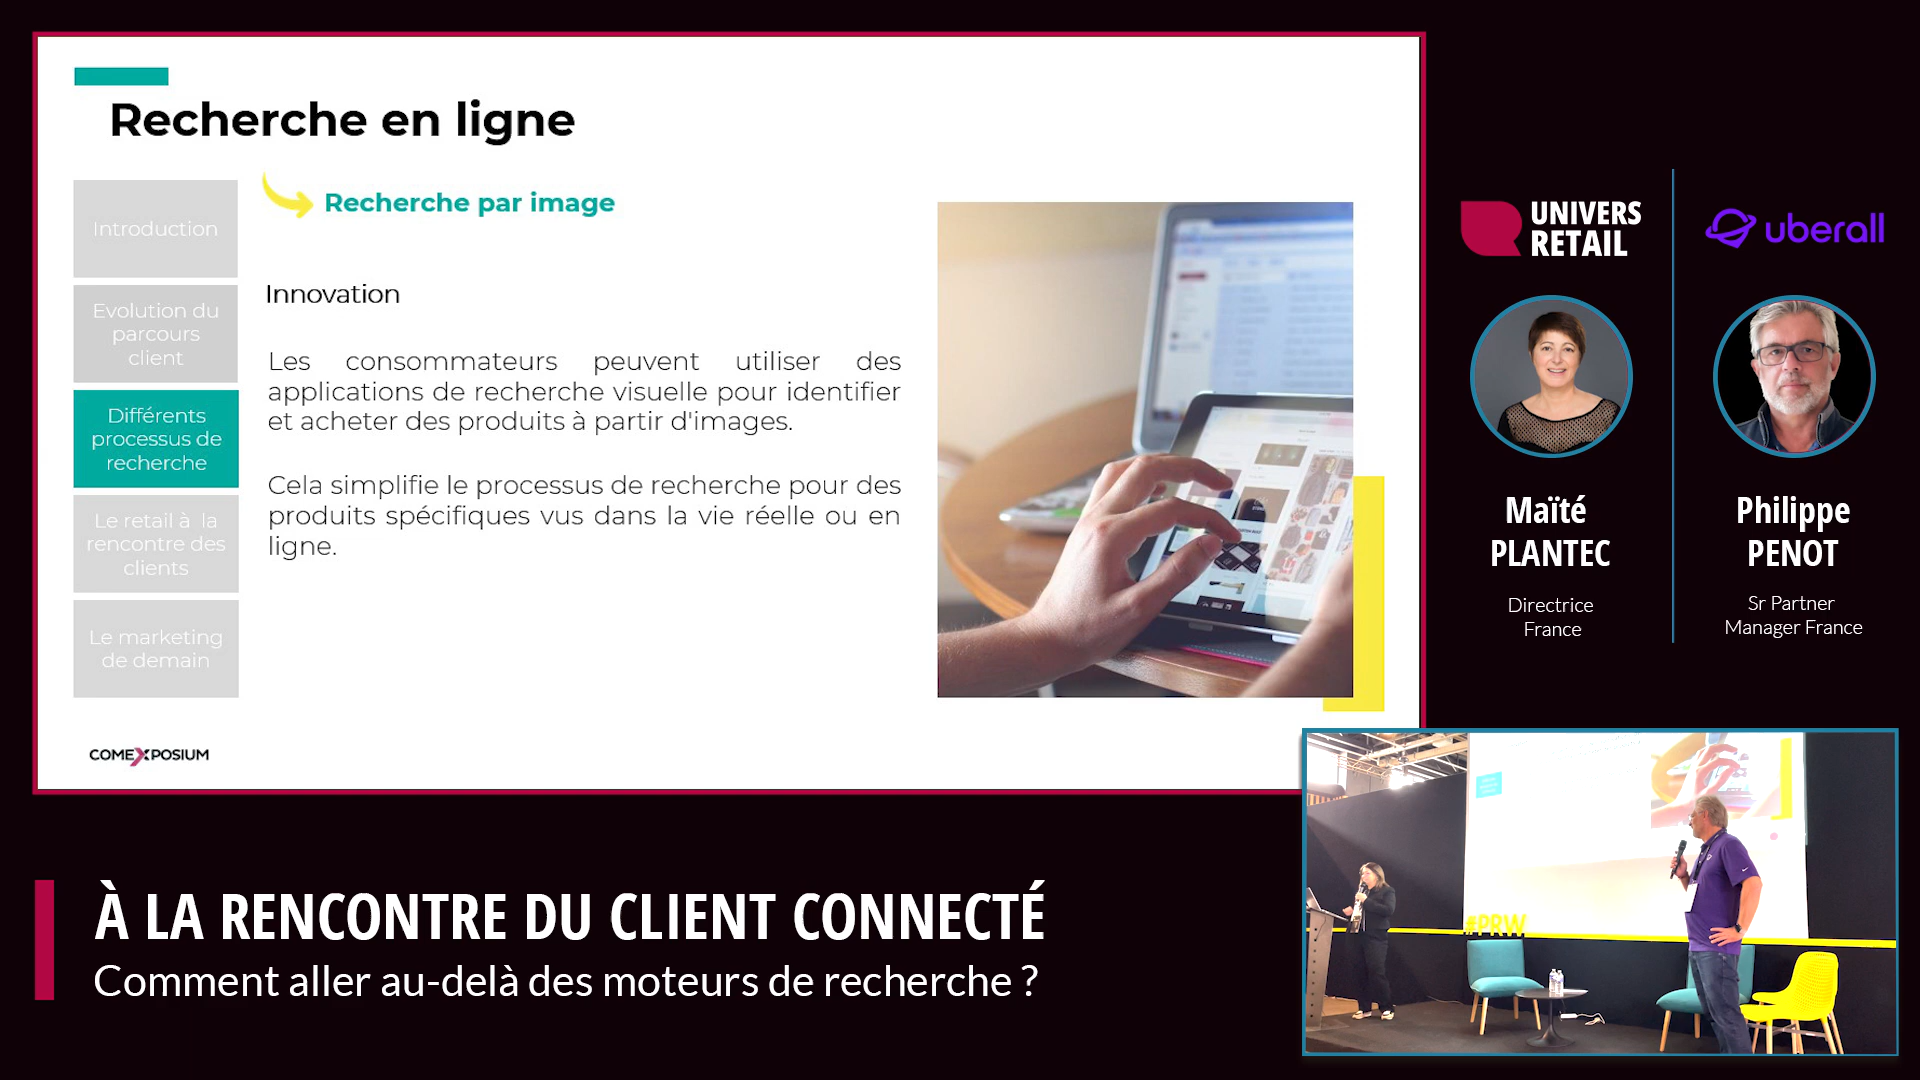 Recherche en ligne
Introduction
Evolution du
parcours
client
Différents
processus de
recherche
Le retail à la
rencontre des
clients
Le marketing
de demain
COMEXPOSIUM
Recherche par image
Innovation
Les consommateurs peuvent utiliser des
applications de recherche visuelle pour identifier
et acheter des produits à partir d'images.
Cela simplifie le processus de recherche pour des
produits spécifiques vus dans la vie réelle ou en
ligne.
UNIVERS
RETAIL
Maïté
PLANTEC
Directrice
France
uberall
Philippe
PENOT
Sr Partner
Manager France
#PRW
À LA RENCONTRE DU CLIENT CONNECTÉ
Comment aller au-delà des moteurs de recherche ?